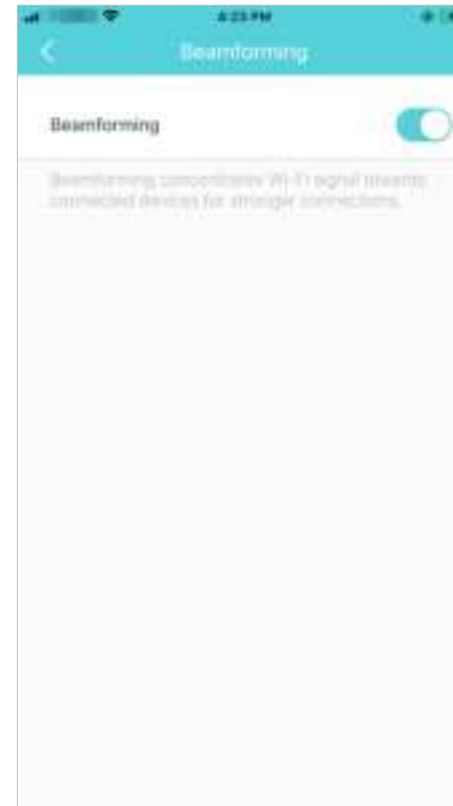 4:23 PM
Beamforming
Beamforming
Beamforming concentrates Wi-Fi signal towards
connected devices for stronger connections.